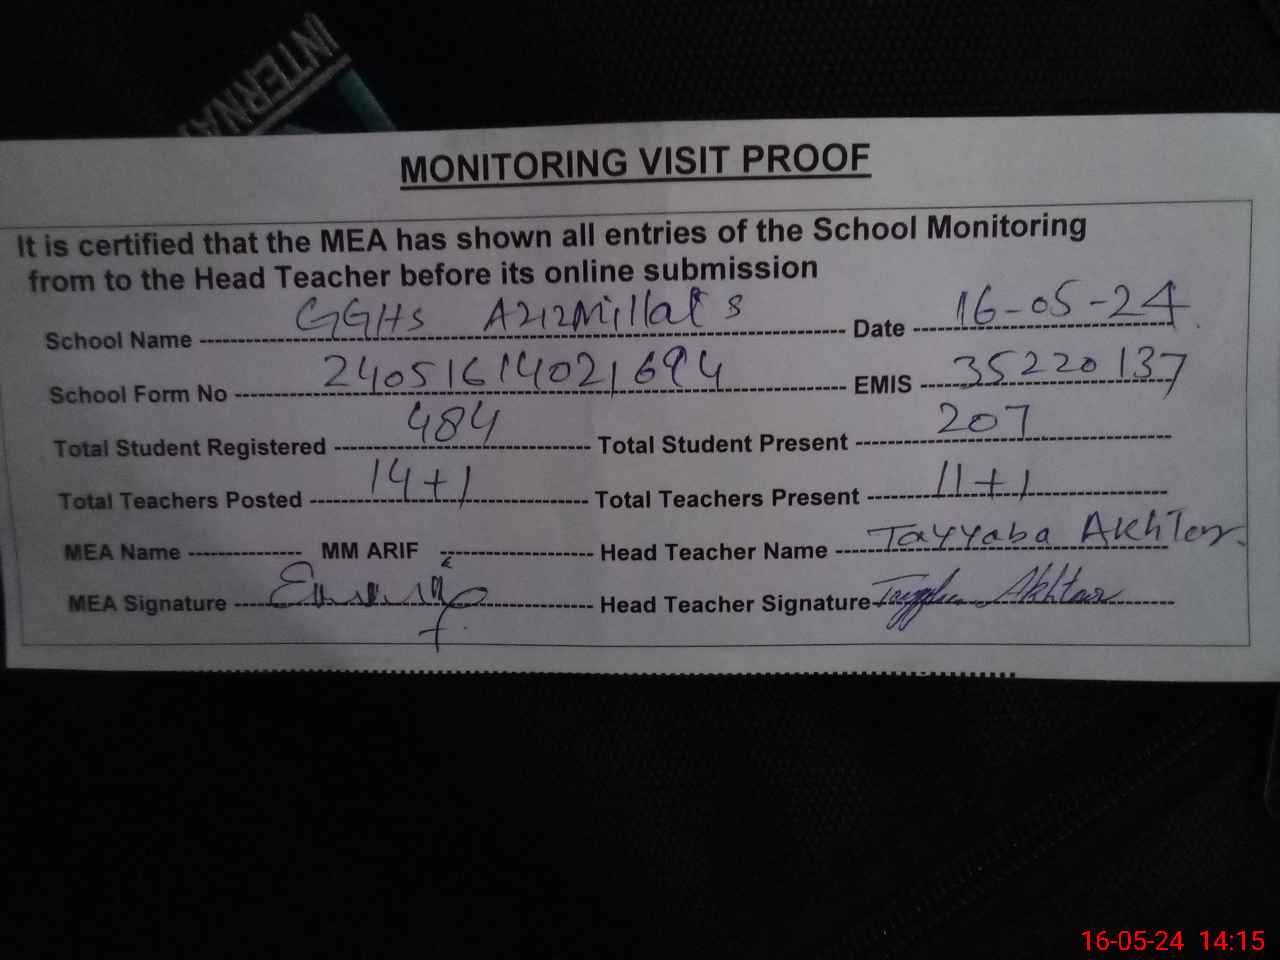 INTERNA
MONITORING VISIT PROOF
It is certified that the MEA has shown all entries of the School Monitoring
from to the Head Teacher before its online submission
School Name GGHS Date 16-05-24
School Form No 24051614021694 EMIS 35220137
Total Student Registered 484 Total Student Present 207
Total Teachers Posted 14+1 Total Teachers Present 11+1
MEA Name MM ARIF Head Teacher Name Tayyaba Akhter
MEA Signature Head Teacher Signature Tayyba Akhtar
16-05-24 14:15